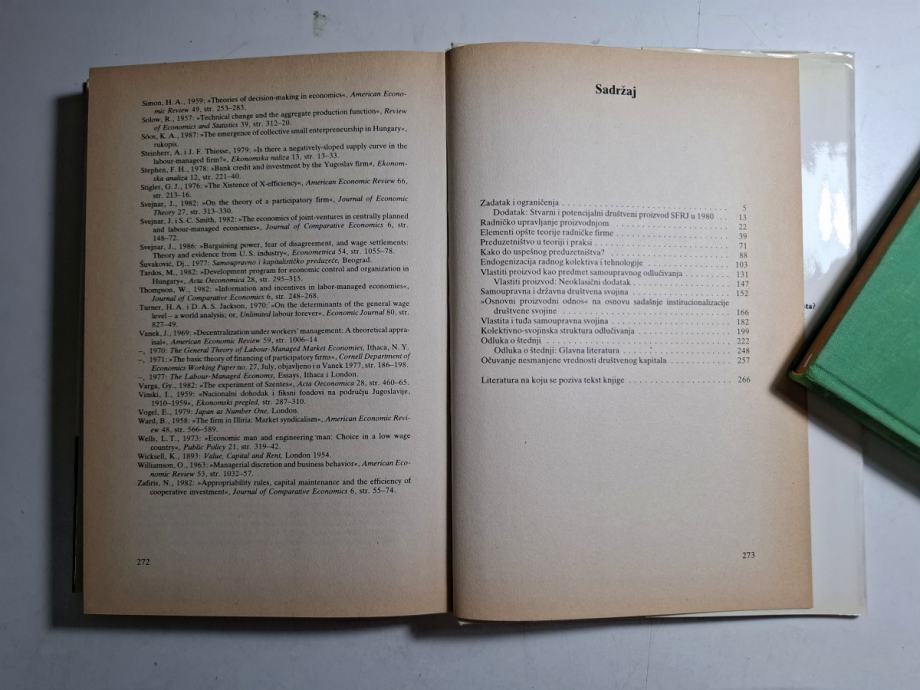 Simon, H. A., 1959: »Theories of decision-making in economics«, American Econo-
mic Review 49, str. 253–283.
Solow, R., 1957: »Technical change and the aggregate production function«, Review
of Economics and Statistics 39, str. 312–20.
Sóos, K. A., 1987: »The emergence of collective small enterpreneurship in Hungary«,
rukopis.
Steinherr, A. i J. F. Thiesse, 1979: »Is there a negatively-sloped supply curve in the
labour-managed firm?«, Ekonomska naliza 13, str. 13–33.
Stephen, F. H., 1978: »Bank credit and investment by the Yugoslav firm«, Ekonom-
ska analiza 12, str. 221–40.
Stigler, G. J., 1976: »The Xistence of X-efficiency«, American Economic Review 66,
str. 213–16.
Svejnar, J., 1982: »On the theory of a participatory firm«, Journal of Economic
Theory 27, str. 313–330.
Svejnar, J. i S. C. Smith, 1982: »The economics of joint-ventures in centrally planned
and labour-managed economies«, Journal of Comparative Economics 6, str.
148–72.
Svejnar, J., 1986: »Bargaining power, fear of disagreement, and wage settlements:
Theory and evidence from U. S. industry«, Econometrica 54, str. 1055–78.
Šuvaković, Dj., 1977: Samoupravno i kapitalističko preduzeće, Beograd.
Tardos, M., 1982: »Development program for economic control and organization in
Hungary«, Acta Oeconomica 28, str. 295–315.
Thompson, W., 1982: »Information and incentives in labor-managed economies«,
Journal of Comparative Economics 6, str. 248–268.
Turner, H. A. i D. A. S. Jackson, 1970: »On the determinants of the general wage
level – a world analysis; or, Unlimited labour forever«, Economic Journal 80, str.
827–49.
Vanek, J., 1969: »Decentralization under workers' management: A theoretical apprai-
sal«, American Economic Review 59, str. 1006–14
–, 1970: The General Theory of Labour-Managed Market Economies, Ithaca, N. Y.
–, 1971: »The basic theory of financing of participatory firms«, Cornell Department of
Economics Working Paper no. 27, July, objavljeno i u Vanek 1977, str. 186–198.
–, 1977: The Labour-Managed Economy, Essays, Ithaca i London.
Varga, Gy., 1982: »The experiment of Szentes«, Acta Oeconomica 28, str. 460–65.
Vinski, I., 1959: »Nacionalni dohodak i fiksni fondovi na području Jugoslavije,
1910–1959«, Ekonomski pregled, str. 287–310.
Vogel, E., 1979: Japan as Number One, London.
Ward, B., 1958: »The firm in Illiria: Market syndicalism«, American Economic Revi-
ew 48, str. 566–589.
Wells, L. T., 1973: »Economic man and engineering man: Choice in a low wage
country«, Public Policy 21, str. 319–42.
Wicksell, K., 1893: Value, Capital and Rent, London 1954.
Williamson, O., 1963: »Managerial discretion and business behavior«, American Eco-
nomic Review 53, str. 1032–57.
Zafiris, N., 1982: »Appropriability rules, capital maintenance and the efficiency of
cooperative investment«, Journal of Comparative Economics 6, str. 55–74.
272
Sadržaj
Zadatak i ograničenja 5
Dodatak: Stvarni i potencijalni društveni proizvod SFRJ u 1980 13
Radničko upravljanje proizvodnjom 22
Elementi opšte teorije radničke firme 39
Preduzetništvo u teoriji i praksi 71
Kako do uspešnog preduzetništva? 88
Endogenizacija radnog kolektiva i tehnologije 103
Vlastiti proizvod kao predmet samoupravnog odlučivanja 131
Vlastiti proizvod: Neoklasični dodatak 147
Samoupravna i državna društvena svojina 152
»Osnovni proizvodni odnos« na osnovu sadašnje institucionalizacije
društvene svojine 166
Vlastita i tuđa samoupravna svojina 182
Kolektivno-svojinska struktura odlučivanja 199
Odluka o štednji 222
Odluka o štednji: Glavna literatura 248
Očuvanje nesmanjene vrednosti društvenog kapitala 257
Literatura na koju se poziva tekst knjige 266
273